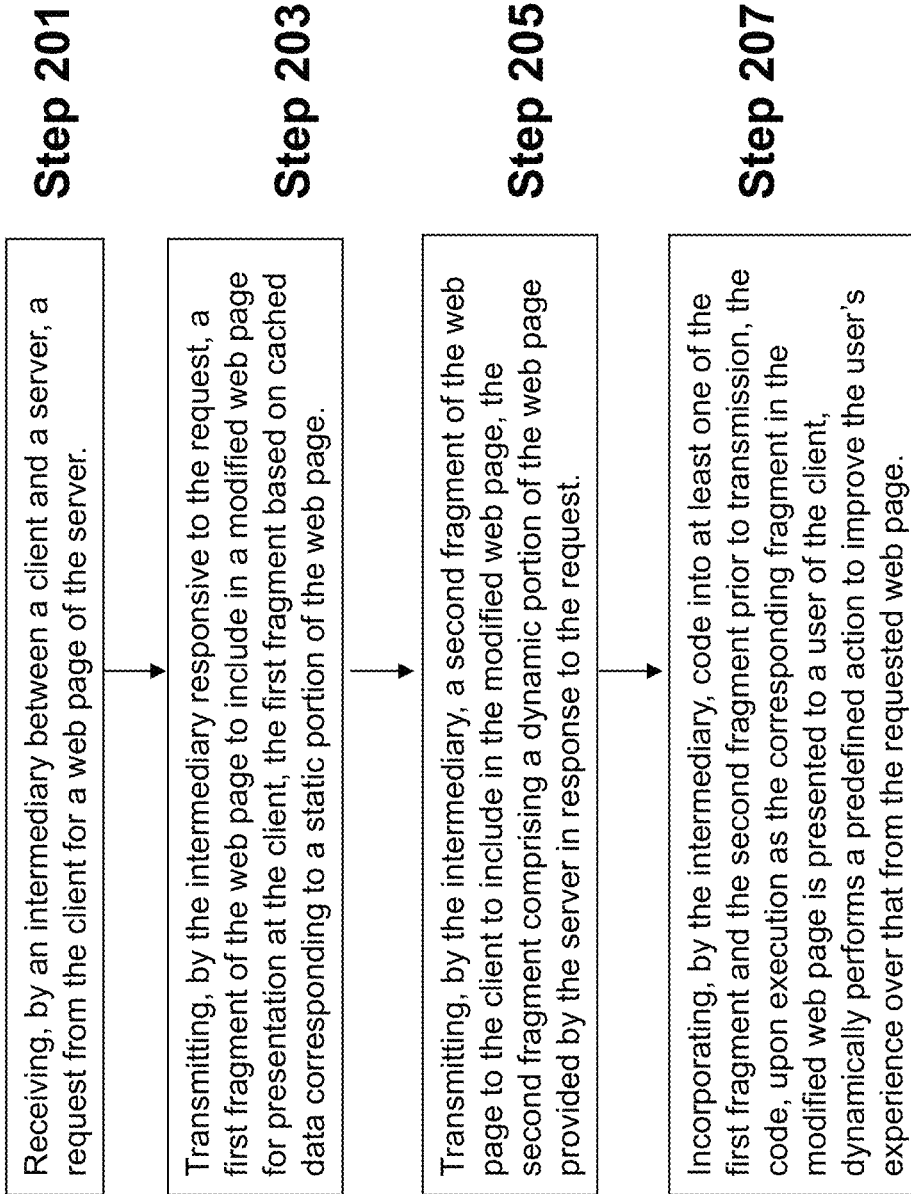 Receiving, by an intermediary between a client and a server, a
request from the client for a web page of the server.
Step 201
Transmitting, by the intermediary responsive to the request, a
first fragment of the web page to include in a modified web page
for presentation at the client, the first fragment based on cached
data corresponding to a static portion of the web page.
Step 203
Transmitting, by the intermediary, a second fragment of the web
page to the client to include in the modified web page, the
second fragment comprising a dynamic portion of the web page
provided by the server in response to the request.
Step 205
Incorporating, by the intermediary, code into at least one of the
first fragment and the second fragment prior to transmission, the
code, upon execution as the corresponding fragment in the
modified web page is presented to a user of the client,
dynamically performs a predefined action to improve the user's
experience over that from the requested web page.
Step 207